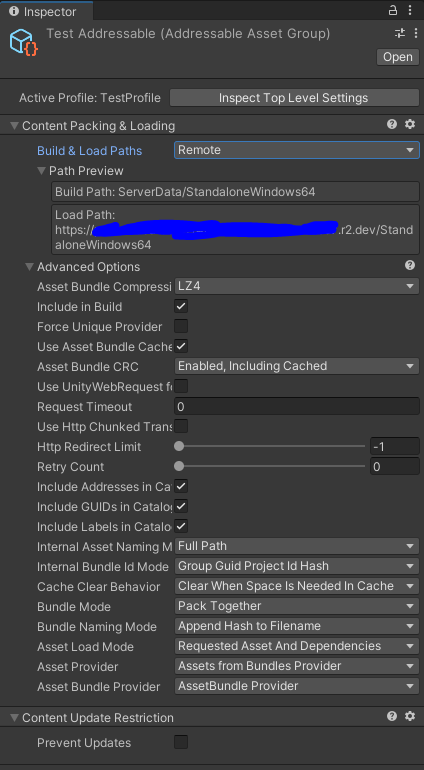 Inspector
Test Addressable (Addressable Asset Group)
Open
Active Profile: TestProfile Inspect Top Level Settings
Content Packing & Loading
Build & Load Paths Remote
Path Preview
Build Path: ServerData/StandaloneWindows64
Load Path:
https:/ .r2.dev/Stand
aloneWindows64
Advanced Options
Asset Bundle Compressi LZ4
Include in Build
Force Unique Provider
Use Asset Bundle Cache
Asset Bundle CRC Enabled, Including Cached
Use UnityWebRequest fo
Request Timeout 0
Use Http Chunked Trans
Http Redirect Limit -1
Retry Count 0
Include Addresses in Ca
Include GUIDs in Catalog
Include Labels in Catalo
Internal Asset Naming M Full Path
Internal Bundle Id Mode Group Guid Project Id Hash
Cache Clear Behavior Clear When Space Is Needed In Cache
Bundle Mode Pack Together
Bundle Naming Mode Append Hash to Filename
Asset Load Mode Requested Asset And Dependencies
Asset Provider Assets from Bundles Provider
Asset Bundle Provider AssetBundle Provider
Content Update Restriction
Prevent Updates